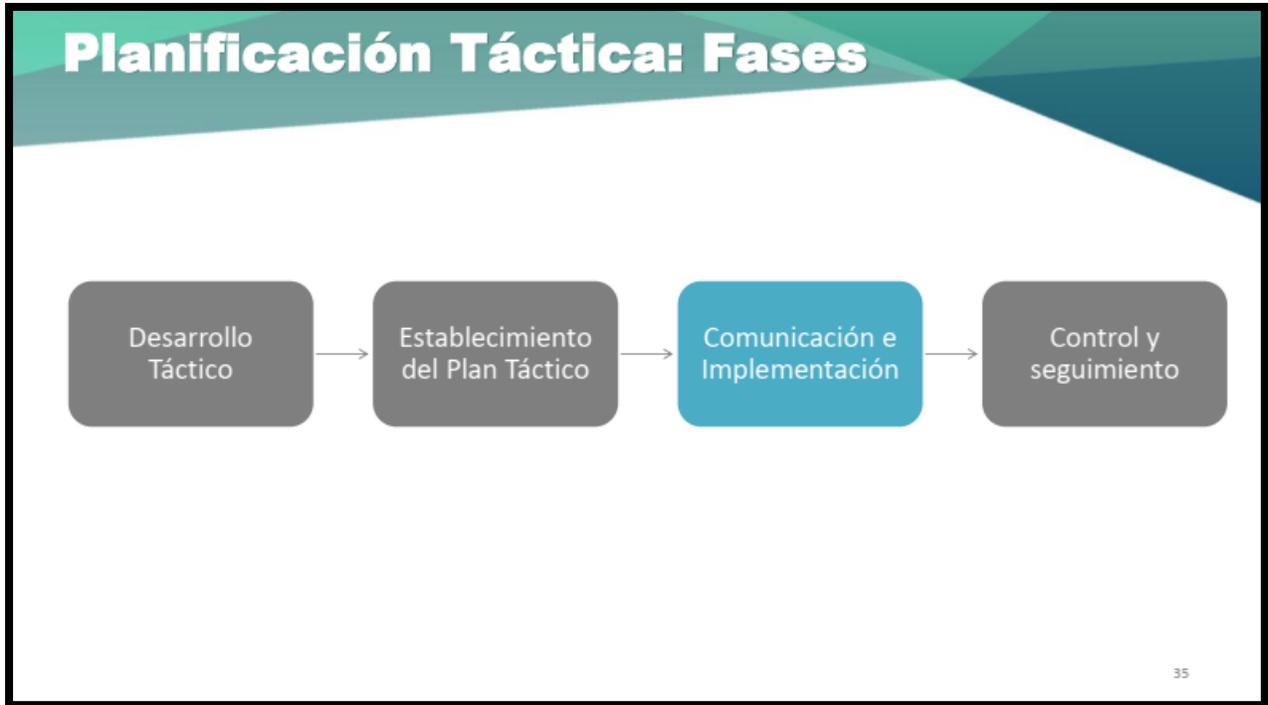 Planificación Táctica: Fases
Desarrollo
Táctico
Establecimiento
del Plan Táctico
Comunicación e
Implementación
Control y
seguimiento
35